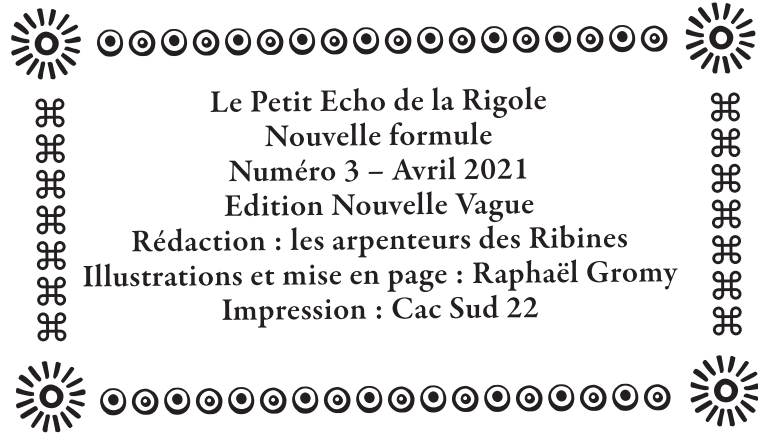 Le Petit Echo de la Rigole
Nouvelle formule
Numéro 3 – Avril 2021
Edition Nouvelle Vague
Rédaction : les arpenteurs des Ribines
Illustrations et mise en page : Raphaël Gromy
Impression : Cac Sud 22